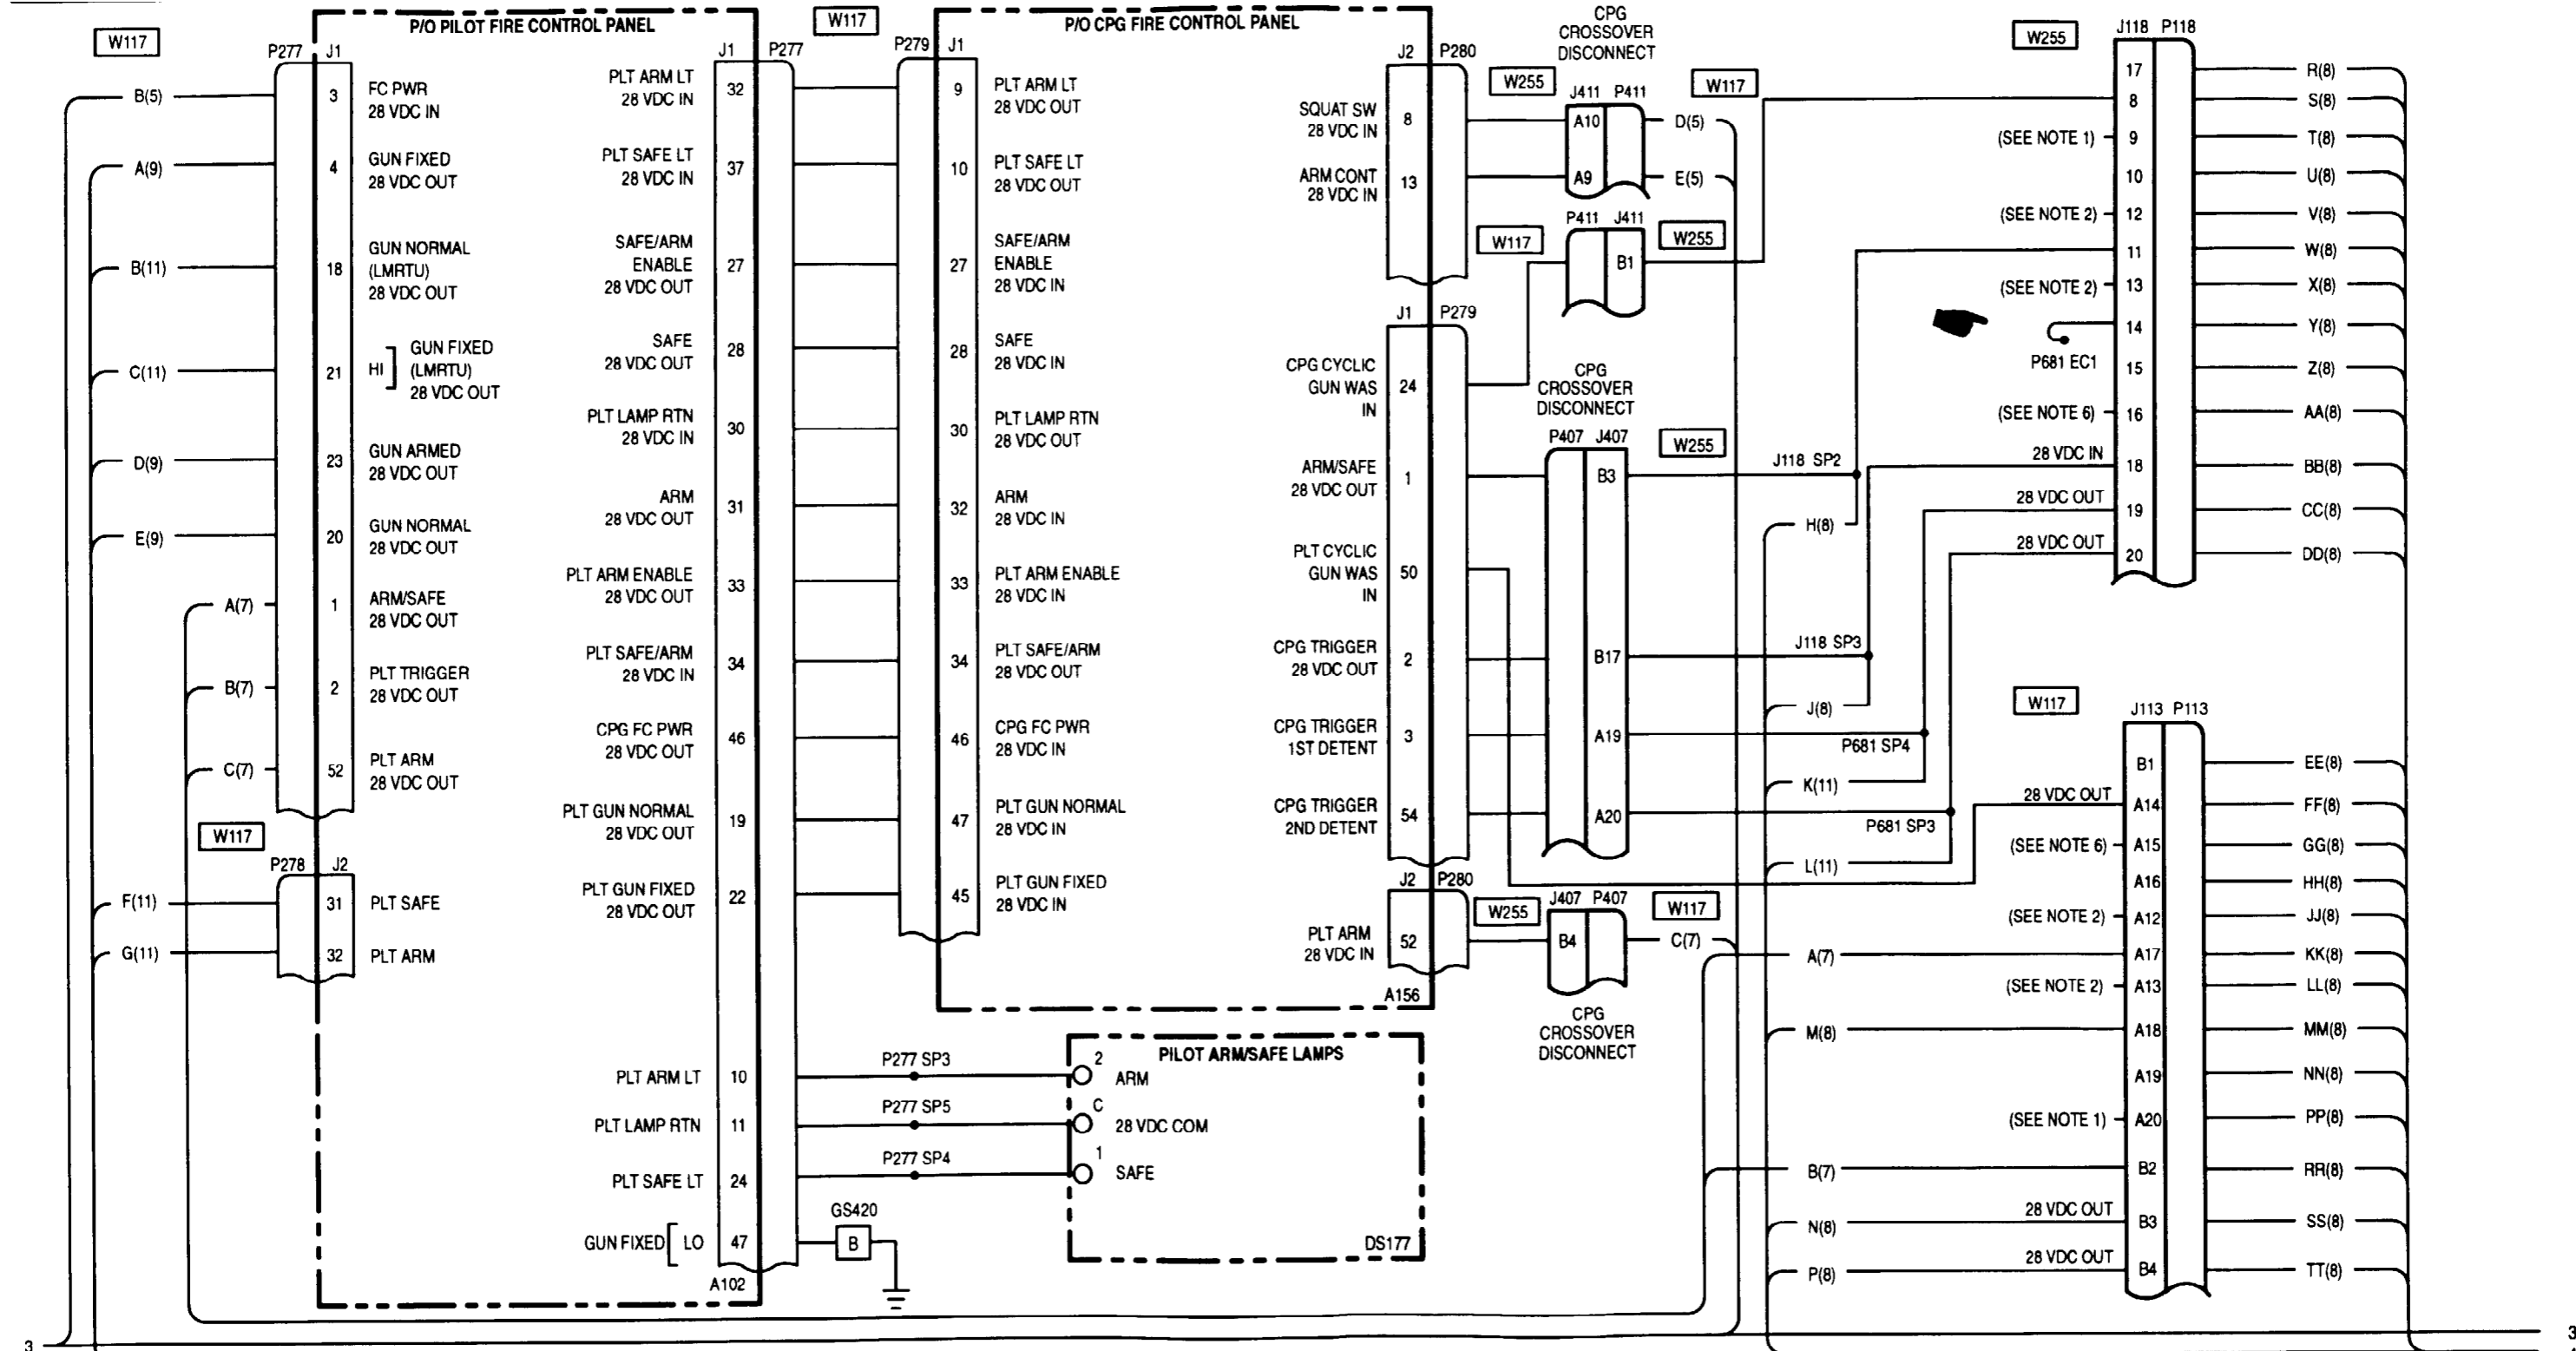 W117
P277 J1
P/O PILOT FIRE CONTROL PANEL
J1 P277
W117
P279 J1
P/O CPG FIRE CONTROL PANEL
J2 P280
CPG
CROSSOVER
DISCONNECT
W255
J411 P411
W117
W255
J118 P118
B(5)
3
FC PWR
28 VDC IN
A(9)
4
GUN FIXED
28 VDC OUT
B(11)
18
GUN NORMAL
(LMRTU)
28 VDC OUT
C(11)
21
HI
GUN FIXED
(LMRTU)
28 VDC OUT
D(9)
23
GUN ARMED
28 VDC OUT
E(9)
20
GUN NORMAL
28 VDC OUT
A(7)
1
ARM/SAFE
28 VDC OUT
B(7)
2
PLT TRIGGER
28 VDC OUT
C(7)
52
PLT ARM
28 VDC OUT
W117
P278 J2
F(11)
31
PLT SAFE
G(11)
32
PLT ARM
PLT ARM LT
28 VDC IN
32
PLT SAFE LT
28 VDC IN
37
SAFE/ARM
ENABLE
28 VDC OUT
27
SAFE
28 VDC OUT
28
PLT LAMP RTN
28 VDC IN
30
ARM
28 VDC OUT
31
PLT ARM ENABLE
28 VDC OUT
33
PLT SAFE/ARM
28 VDC IN
34
CPG FC PWR
28 VDC OUT
46
PLT GUN NORMAL
28 VDC OUT
19
PLT GUN FIXED
28 VDC OUT
22
PLT ARM LT
10
PLT LAMP RTN
11
PLT SAFE LT
24
GUN FIXED
LO
47
A102
9
PLT ARM LT
28 VDC OUT
10
PLT SAFE LT
28 VDC OUT
27
SAFE/ARM
ENABLE
28 VDC IN
28
SAFE
28 VDC IN
30
PLT LAMP RTN
28 VDC OUT
32
ARM
28 VDC IN
33
PLT ARM ENABLE
28 VDC IN
34
PLT SAFE/ARM
28 VDC OUT
46
CPG FC PWR
28 VDC IN
47
PLT GUN NORMAL
28 VDC IN
45
PLT GUN FIXED
28 VDC IN
SQUAT SW
28 VDC IN
8
ARM CONT
28 VDC IN
13
J1 P279
CPG CYCLIC
GUN WAS
IN
24
ARM/SAFE
28 VDC OUT
1
PLT CYCLIC
GUN WAS
IN
50
CPG TRIGGER
28 VDC OUT
2
CPG TRIGGER
1ST DETENT
3
CPG TRIGGER
2ND DETENT
54
J2 P280
PLT ARM
28 VDC IN
52
A156
P277 SP3
P277 SP5
P277 SP4
PILOT ARM/SAFE LAMPS
2
ARM
C
28 VDC COM
1
SAFE
DS177
GS420
B
A10
D(5)
A9
E(5)
P411 J411
W117
B1
W255
CPG
CROSSOVER
DISCONNECT
P407 J407
W255
B3
B17
A19
A20
W255
J407 P407
W117
B4
C(7)
CPG
CROSSOVER
DISCONNECT
J118 SP2
H(8)
J118 SP3
J(8)
P681 SP4
K(11)
P681 SP3
L(11)
A(7)
M(8)
B(7)
N(8)
P(8)
17
R(8)
8
S(8)
(SEE NOTE 1)
9
T(8)
10
U(8)
(SEE NOTE 2)
12
V(8)
11
W(8)
(SEE NOTE 2)
13
X(8)
14
Y(8)
P681 EC1
15
Z(8)
(SEE NOTE 6)
16
AA(8)
28 VDC IN
18
BB(8)
28 VDC OUT
19
CC(8)
28 VDC OUT
20
DD(8)
W117
J113 P113
B1
EE(8)
28 VDC OUT
A14
FF(8)
(SEE NOTE 6)
A15
GG(8)
A16
HH(8)
(SEE NOTE 2)
A12
JJ(8)
A17
KK(8)
(SEE NOTE 2)
A13
LL(8)
A18
MM(8)
A19
NN(8)
(SEE NOTE 1)
A20
PP(8)
B2
RR(8)
28 VDC OUT
B3
SS(8)
28 VDC OUT
B4
TT(8)
3
3